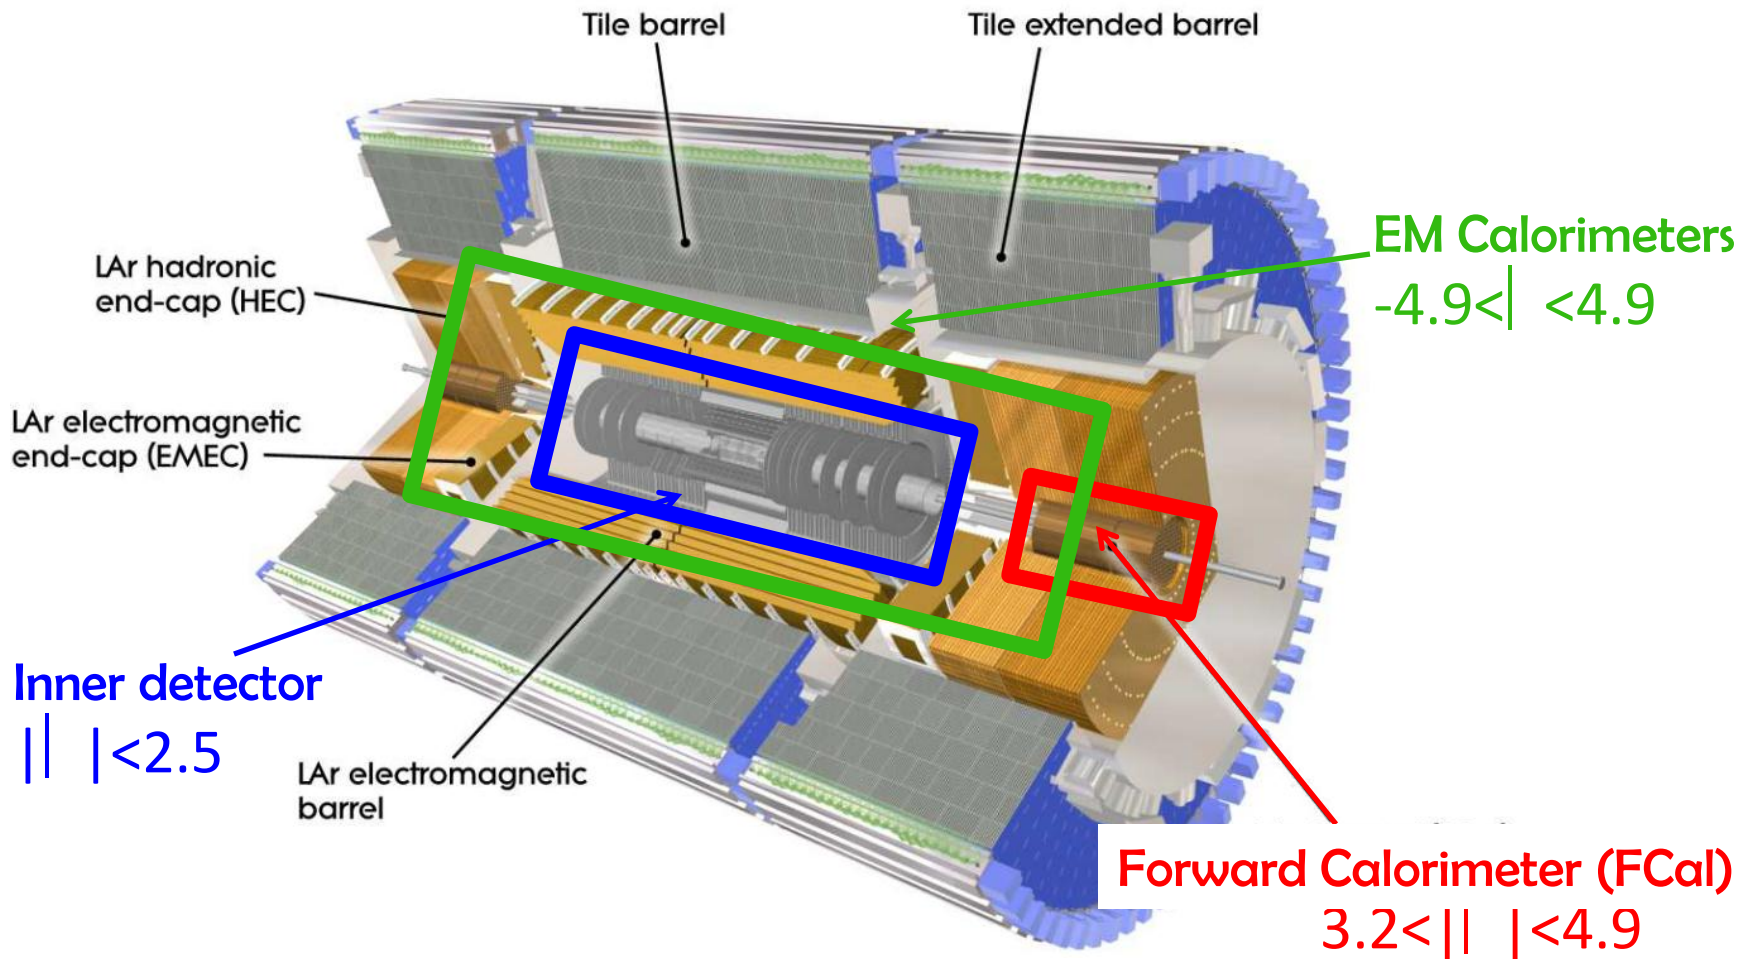 Tile barrel
Tile extended barrel
EM Calorimeters
-4.9<| <4.9
LAr hadronic
end-cap (HEC)
LAr electromagnetic
end-cap (EMEC)
Inner detector
|| |<2.5
LAr electromagnetic
barrel
Forward Calorimeter (FCal)
3.2<|| |<4.9